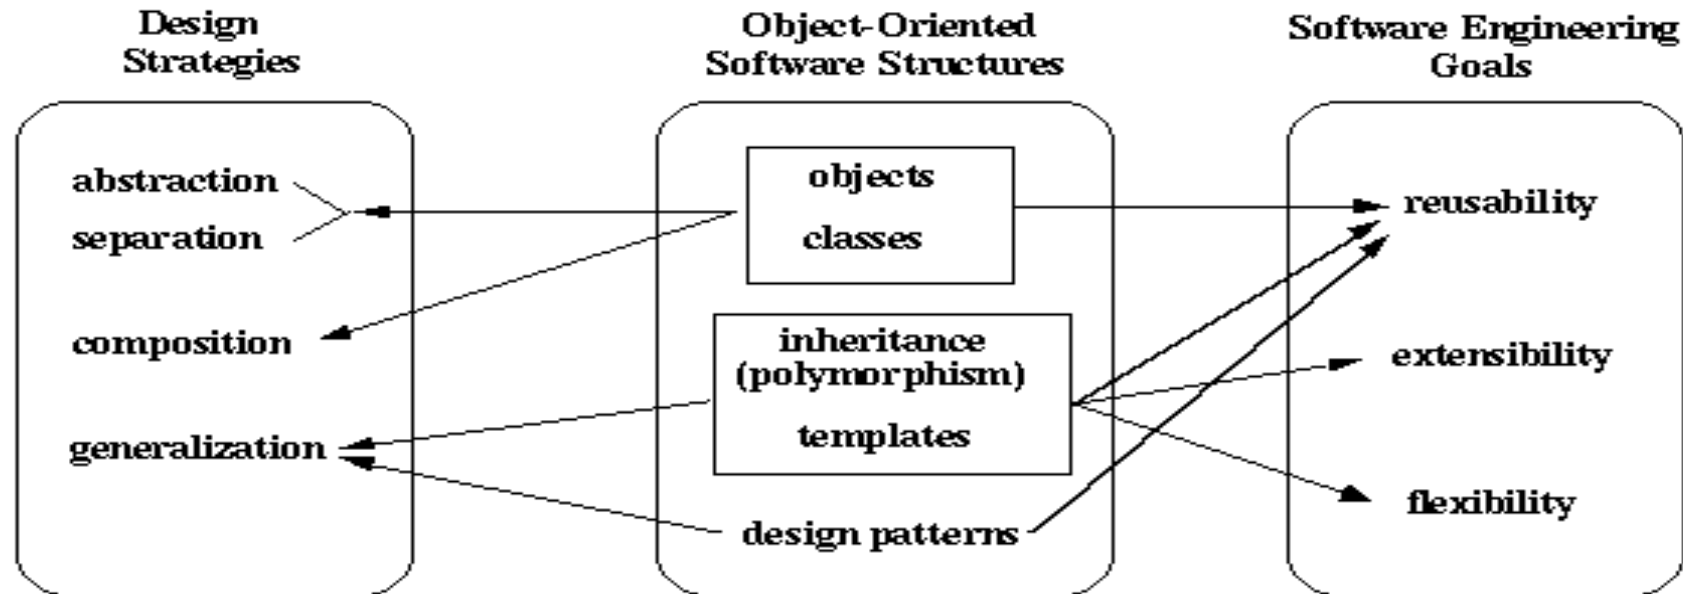 Design
Strategies
abstraction
separation
composition
generalization
Object-Oriented
Software Structures
objects
classes
inheritance
(polymorphism)
templates
design patterns
Software Engineering
Goals
reusability
extensibility
flexibility